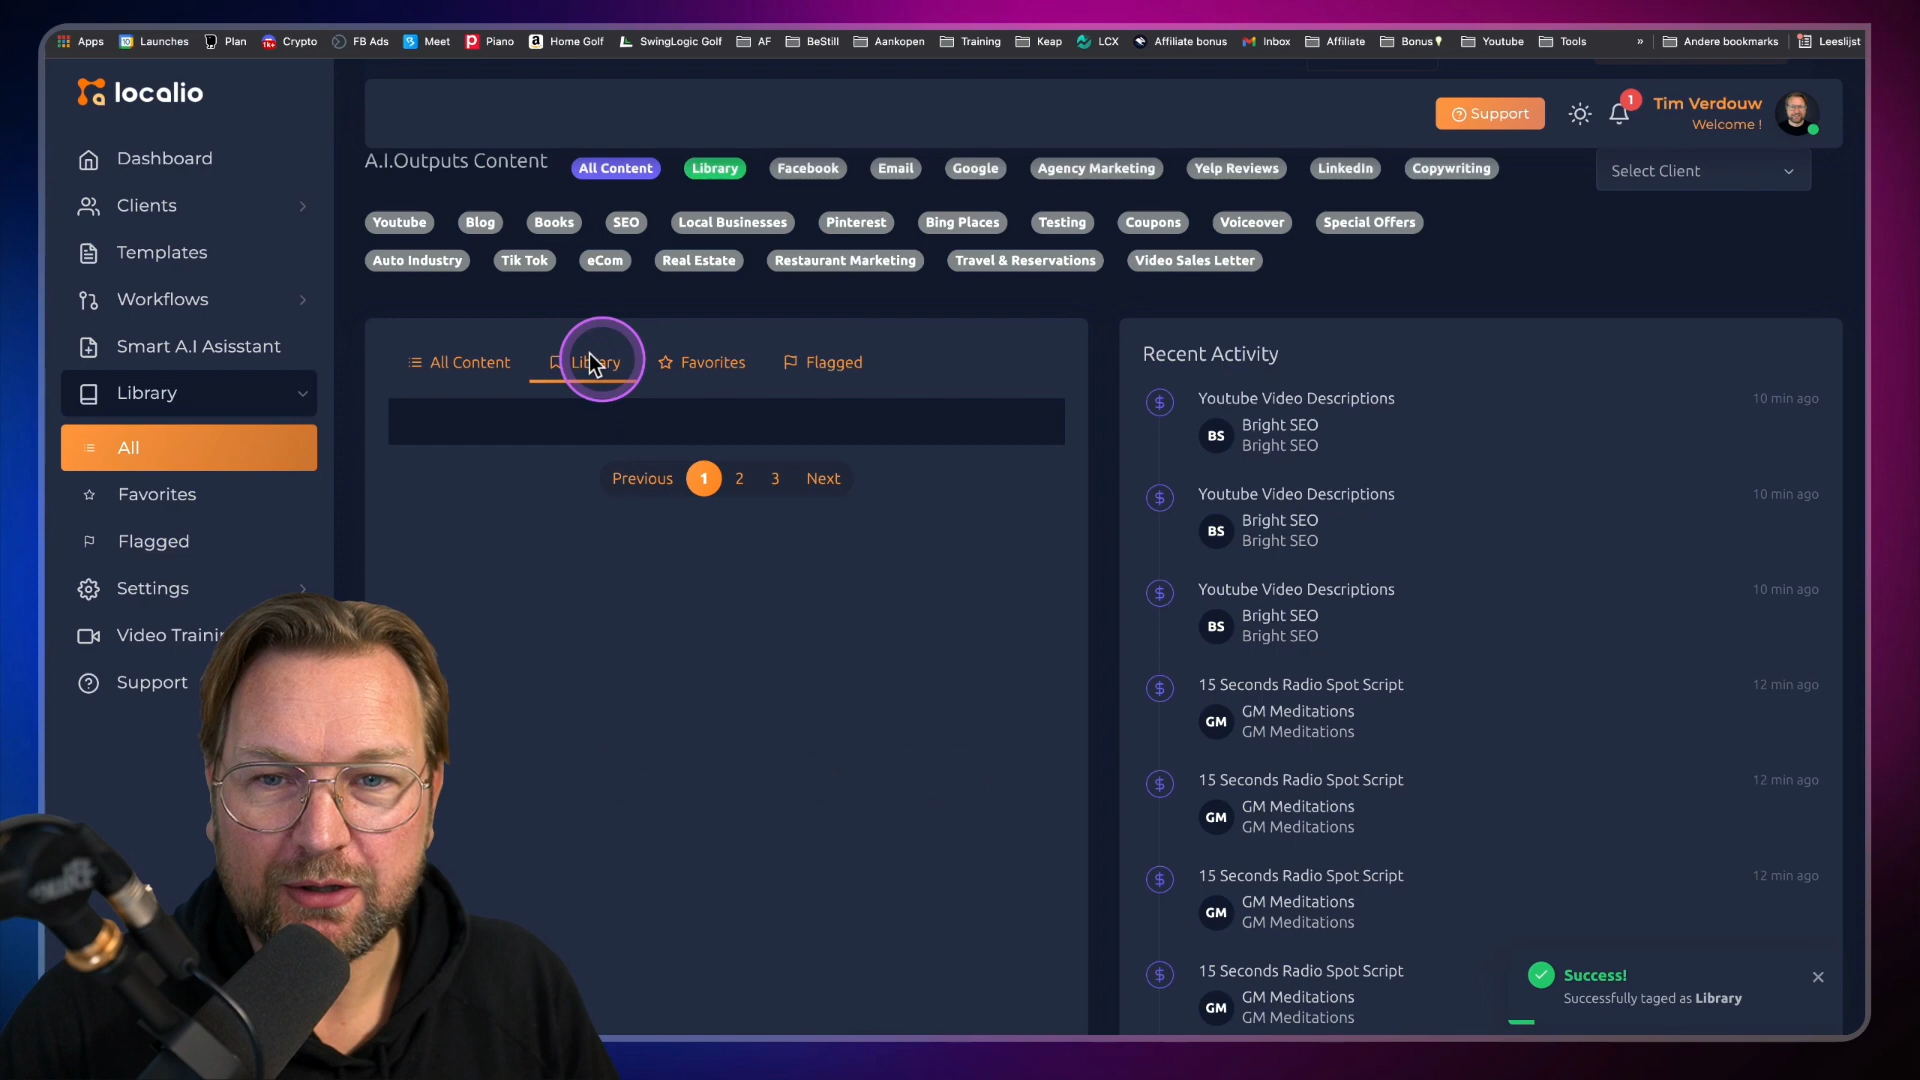 Apps
Launches
Plan
Crypto
FB Ads
Meet
Piano
Home Golf
SwingLogic Golf
AF
BeStill
Aankopen
Training
Keap
LCX
Affiliate bonus
Inbox
Affiliate
Bonus
Youtube
Tools
»
Andere bookmarks
Leeslijst
localio
Support
1
Tim Verdouw
Welcome !
Dashboard
Clients
Templates
Workflows
Smart A.I Asisstant
Library
All
Favorites
Flagged
Settings
Video Trainin
Support
A.I.Outputs Content
All Content
Library
Facebook
Email
Google
Agency Marketing
Yelp Reviews
LinkedIn
Copywriting
Select Client
Youtube
Blog
Books
SEO
Local Businesses
Pinterest
Bing Places
Testing
Coupons
Voiceover
Special Offers
Auto Industry
Tik Tok
eCom
Real Estate
Restaurant Marketing
Travel & Reservations
Video Sales Letter
All Content
Library
Favorites
Flagged
Previous
1
2
3
Next
Recent Activity
Youtube Video Descriptions
10 min ago
BS
Bright SEO
Bright SEO
Youtube Video Descriptions
10 min ago
BS
Bright SEO
Bright SEO
Youtube Video Descriptions
10 min ago
BS
Bright SEO
Bright SEO
15 Seconds Radio Spot Script
12 min ago
GM
GM Meditations
GM Meditations
15 Seconds Radio Spot Script
12 min ago
GM
GM Meditations
GM Meditations
15 Seconds Radio Spot Script
12 min ago
GM
GM Meditations
GM Meditations
15 Seconds Radio Spot Script
GM
GM Meditations
GM Meditations
Success!
Successfully taged as Library